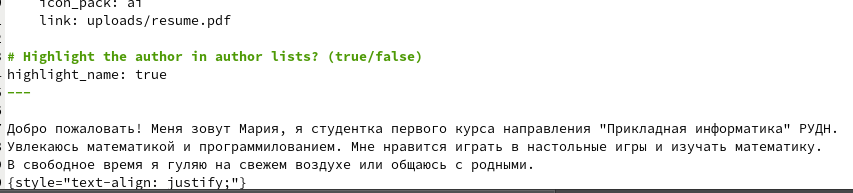 icon_pack: ai
link: uploads/resume.pdf
# Highlight the author in author lists? (true/false)
highlight_name: true
---
Добро пожаловать! Меня зовут Мария, я студентка первого курса направления "Прикладная информатика" РУДН.
Увлекаюсь математикой и программилованием. Мне нравится играть в настольные игры и изучать математику.
В свободное время я гуляю на свежем воздухе или общаюсь с родными.
{style="text-align: justify;"}